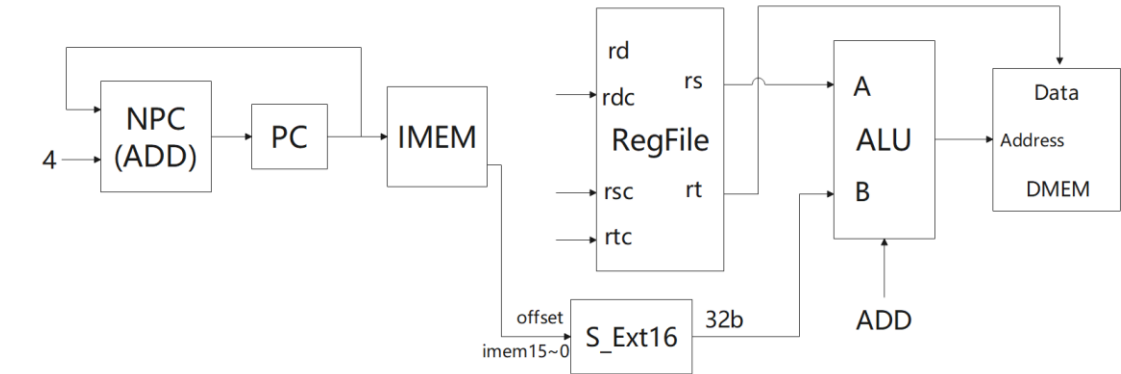 NPC
(ADD)
4
PC
IMEM
rd
rdc
rs
RegFile
rsc
rt
rtc
A
ALU
B
ADD
Data
Address
DMEM
offset
imem15~0
S_Ext16
32b